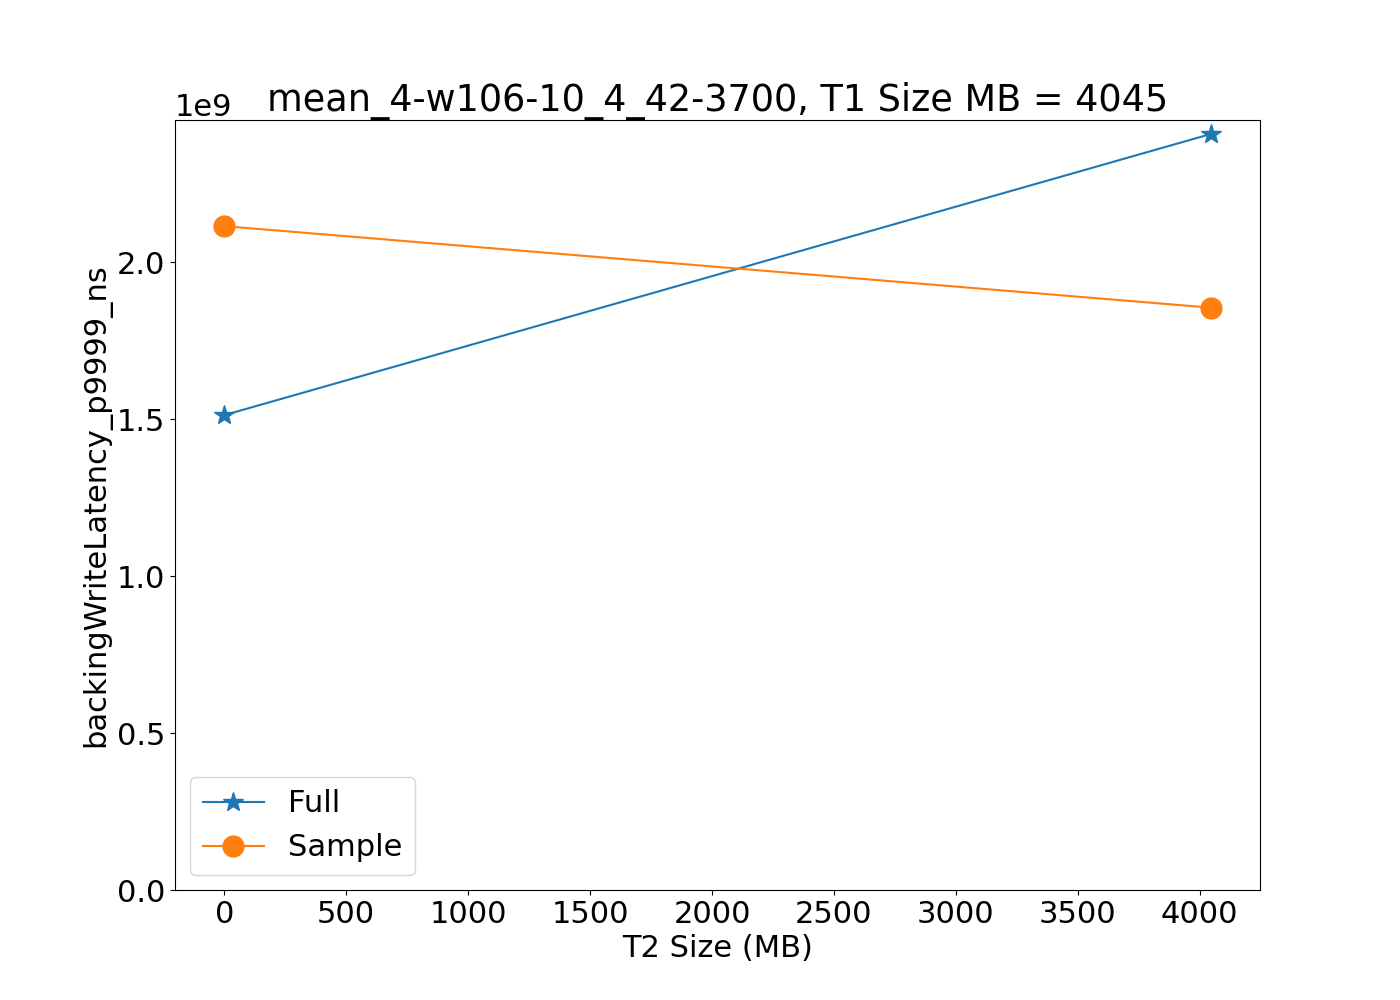 1e9
mean_4-w106-10_4_42-3700, T1 Size MB = 4045
backingWriteLatency_p9999_ns
2.0
1.5
1.0
0.5
0.0
Full
Sample
0 500 1000 1500 2000 2500 3000 3500 4000
T2 Size (MB)